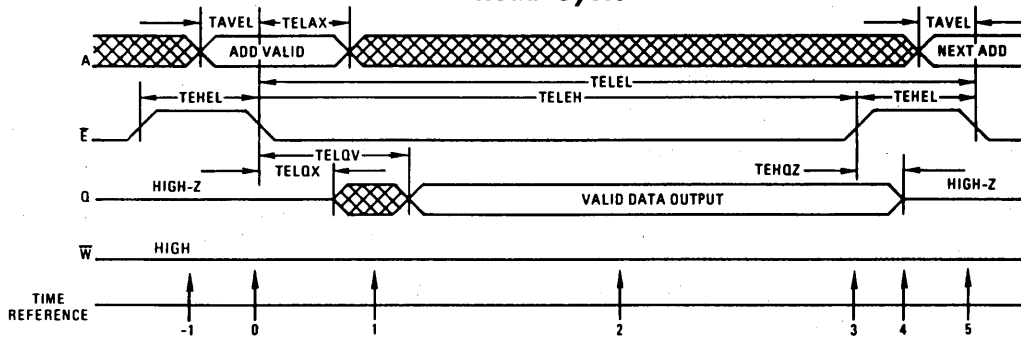 TAVEL TELAX TAVEL
A ADD VALID NEXT ADD
TELEL
TEHEL TELEH TEHEL
E
TELQV
TELQX TEHQZ
Q HIGH-Z VALID DATA OUTPUT HIGH-Z
W HIGH
TIME
REFERENCE
-1 0 1 2 3 4 5